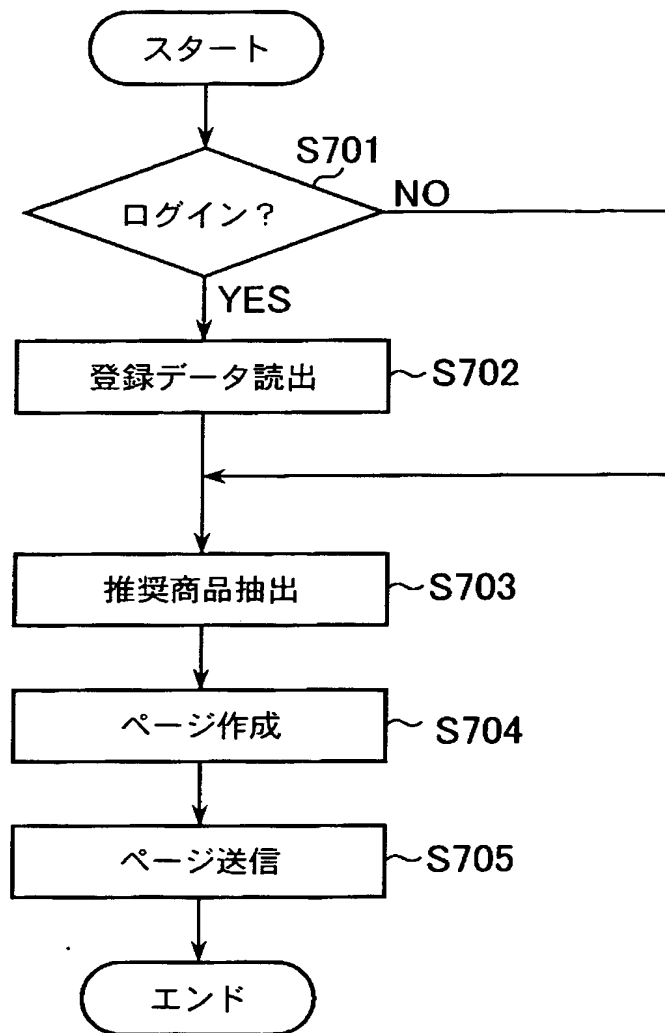 スタート
S701
ログイン?
NO
YES
登録データ読出
S702
推奨商品抽出
S703
ページ作成
S704
ページ送信
S705
エンド